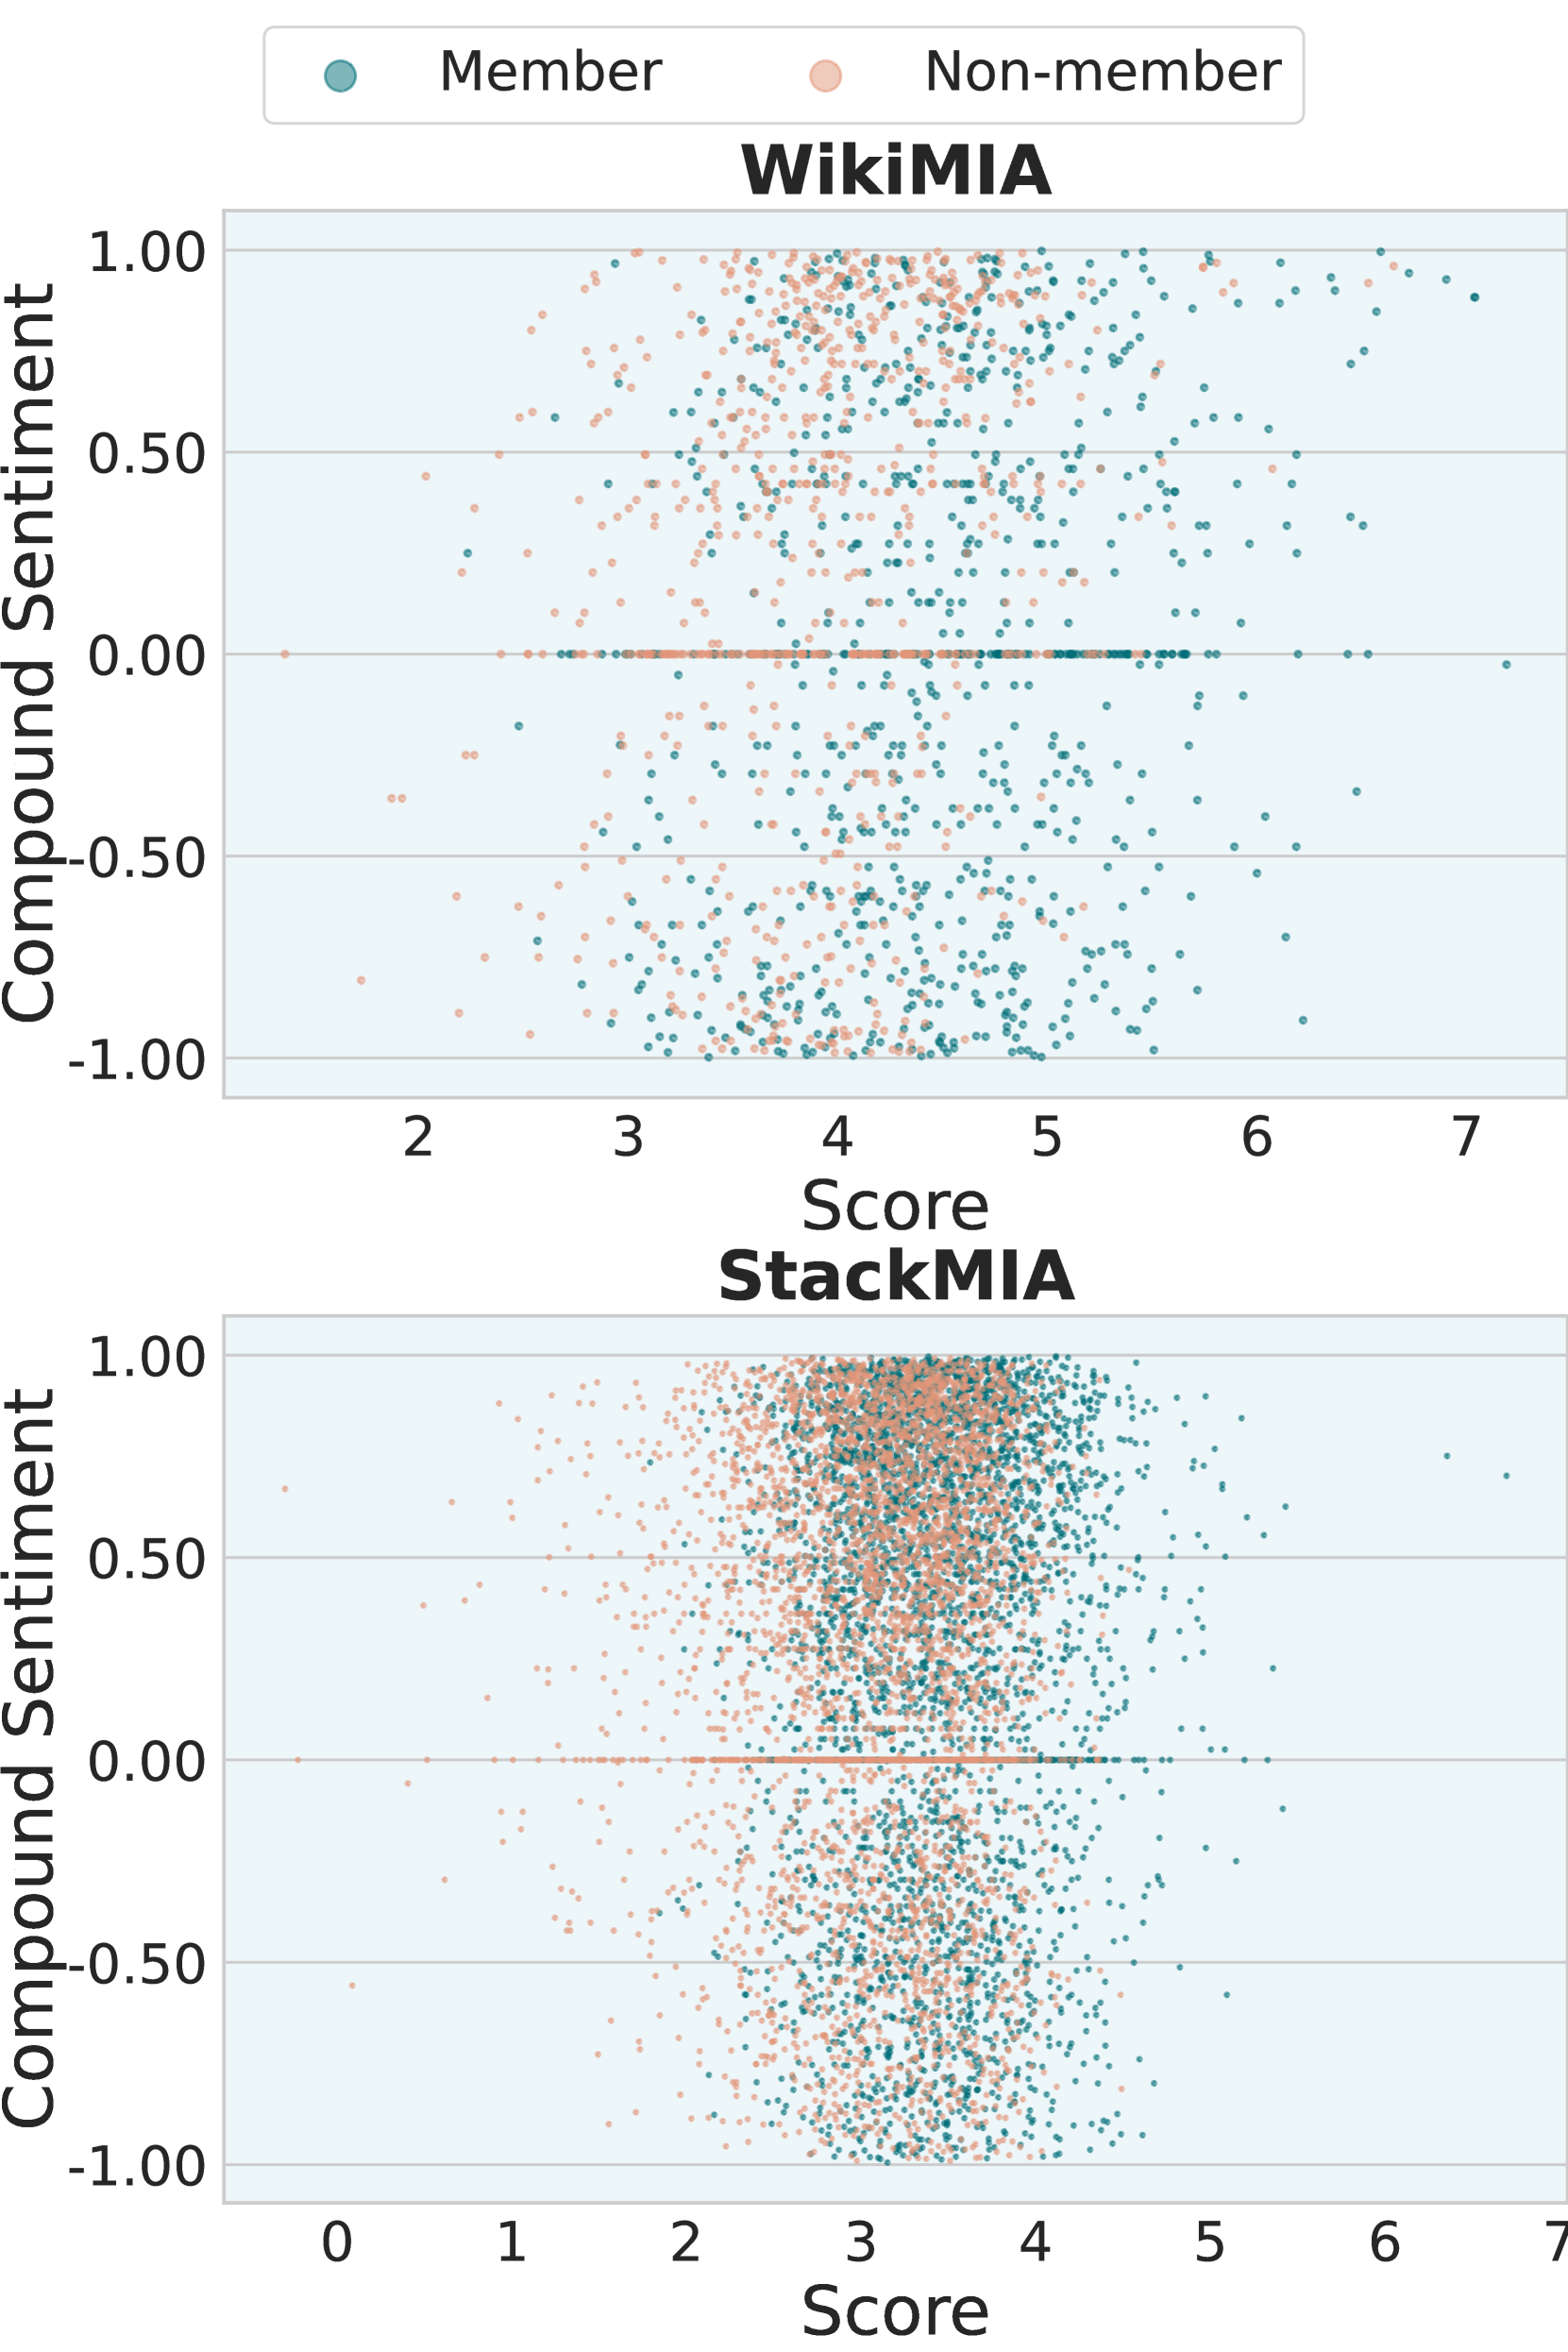 Member Non-member
WikiMIA
Compound Sentiment
1.00
0.50
0.00
-0.50
-1.00
2 3 4 5 6 7
Score
StackMIA
Compound Sentiment
1.00
0.50
0.00
-0.50
-1.00
0 1 2 3 4 5 6 7
Score